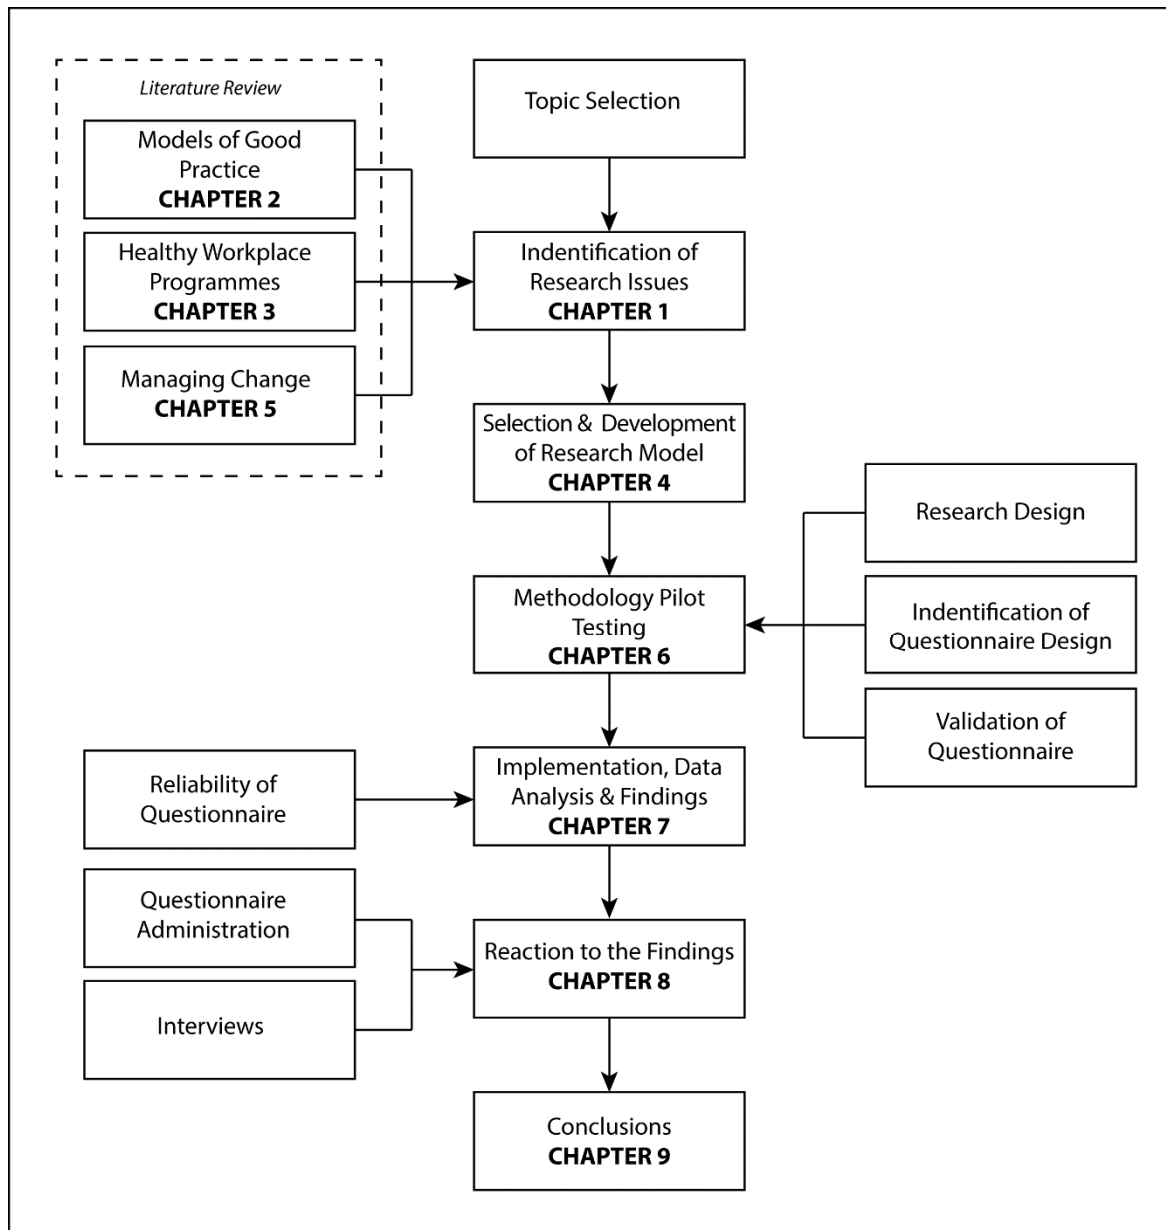 Literature Review
Models of Good
Practice
CHAPTER 2
Healthy Workplace
Programmes
CHAPTER 3
Managing Change
CHAPTER 5
Topic Selection
Indentification of
Research Issues
CHAPTER 1
Selection & Development
of Research Model
CHAPTER 4
Research Design
Indentification of
Questionnaire Design
Validation of
Questionnaire
Methodology Pilot
Testing
CHAPTER 6
Reliability of
Questionnaire
Implementation, Data
Analysis & Findings
CHAPTER 7
Questionnaire
Administration
Interviews
Reaction to the Findings
CHAPTER 8
Conclusions
CHAPTER 9